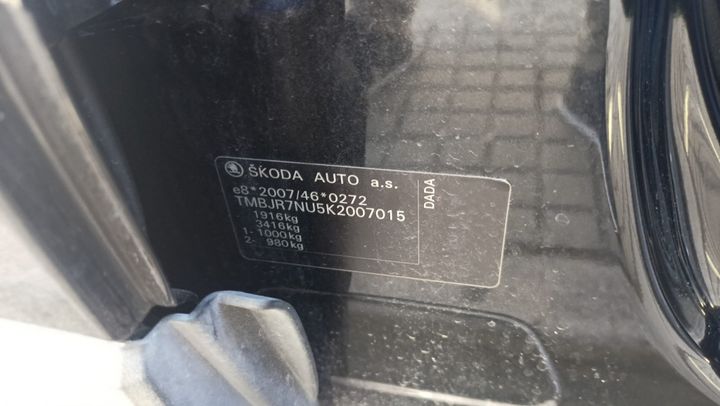 ŠKODA AUTO a.s.
e8*2007/46*0272
TMBJR7NU5K2007015
1916kg
3416kg
1- 1000kg
2- 980kg
DADA